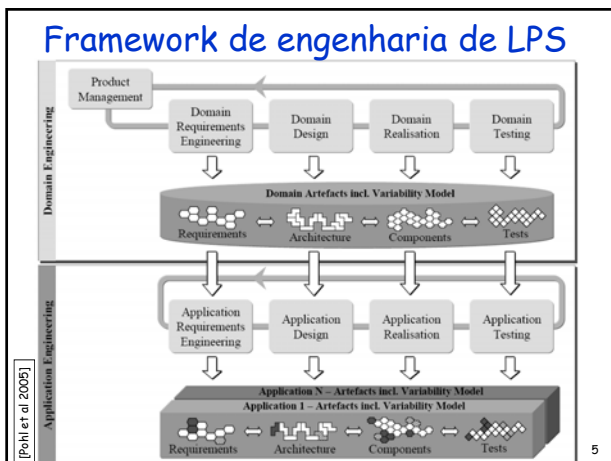 Framework de engenharia de LPS
Domain Engineering
Product
Management
Domain
Requirements
Engineering
Domain
Design
Domain
Realisation
Domain
Testing
Domain Artefacts incl. Variability Model
Requirements
Architecture
Components
Tests
Application Engineering
Application
Requirements
Engineering
Application
Design
Application
Realisation
Application
Testing
Application N – Artefacts incl. Variability Model
Application 1 – Artefacts incl. Variability Model
Requirements
Architecture
Components
Tests
[Pohl et al 2005]
5